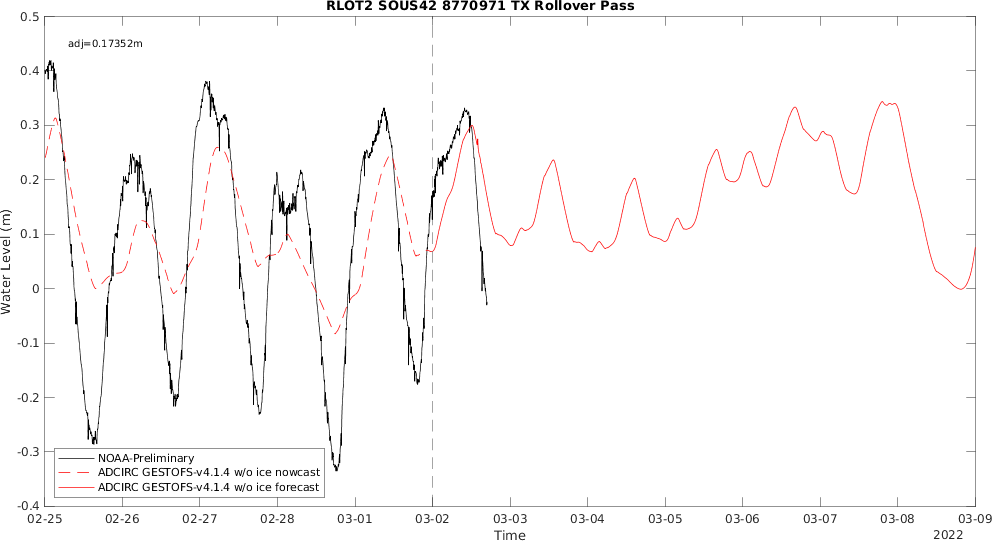 RLOT2 SOUS42 8770971 TX Rollover Pass
adj=0.17352m
0.5
0.4
0.3
0.2
0.1
0
-0.1
-0.2
-0.3
-0.4
Water Level (m)
NOAA-Preliminary
ADCIRC GESTOFS-v4.1.4 w/o ice nowcast
ADCIRC GESTOFS-v4.1.4 w/o ice forecast
02-25 02-26 02-27 02-28 03-01 03-02 03-03 03-04 03-05 03-06 03-07 03-08 03-09
Time
2022